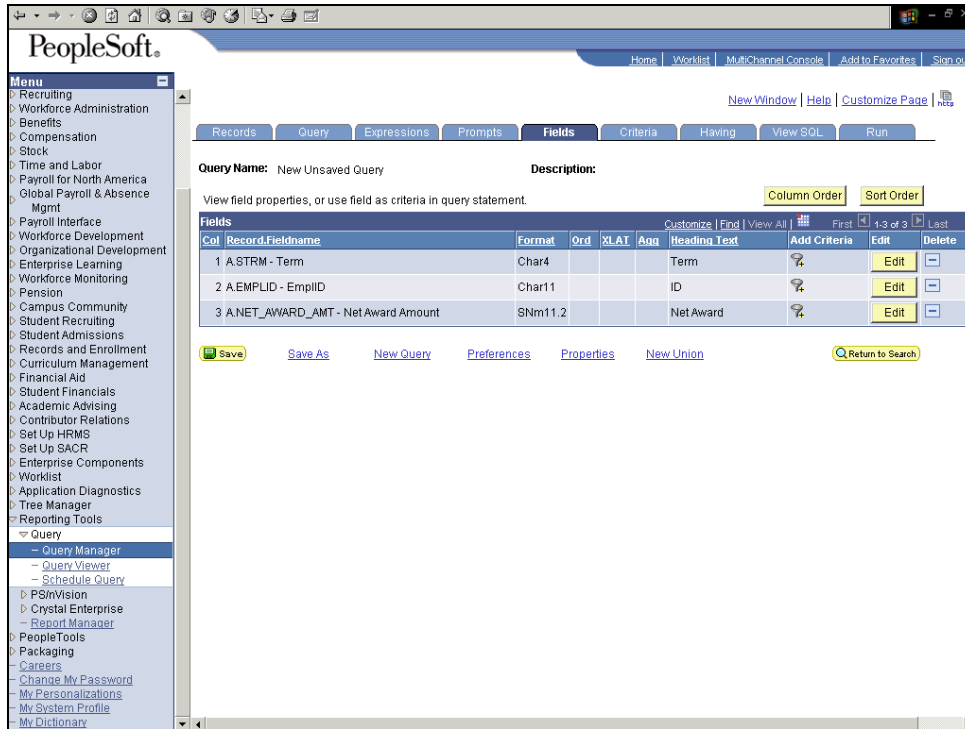 PeopleSoft.
Home | Worklist | MultiChannel Console | Add to Favorites | Sign ou
Menu
Recruiting
Workforce Administration
Benefits
Compensation
Stock
Time and Labor
Payroll for North America
Global Payroll & Absence
Mgmt
Payroll Interface
Workforce Development
Organizational Development
Enterprise Learning
Workforce Monitoring
Pension
Campus Community
Student Recruiting
Student Admissions
Records and Enrollment
Curriculum Management
Financial Aid
Student Financials
Academic Advising
Contributor Relations
Set Up HRMS
Set Up SACR
Enterprise Components
Worklist
Application Diagnostics
Tree Manager
Reporting Tools
Query
Query Manager
Query Viewer
Schedule Query
PS/nVision
Crystal Enterprise
Report Manager
PeopleTools
Packaging
Careers
Change My Password
My Personalizations
My System Profile
My Dictionary
New Window | Help | Customize Page | http
Records Query Expressions Prompts Fields Criteria Having View SQL Run
Query Name: New Unsaved Query Description:
View field properties, or use field as criteria in query statement. Column Order Sort Order
Fields Customize | Find | View All | First 1-3 of 3 Last
Col Record.Fieldname Format Ord XLAT Agg Heading Text Add Criteria Edit Delete
1 A.STRM - Term Char4 Term Edit
2 A.EMPLID - EmplID Char11 ID Edit
3 A.NET_AWARD_AMT - Net Award Amount SNm11.2 Net Award Edit
Save Save As New Query Preferences Properties New Union Return to Search